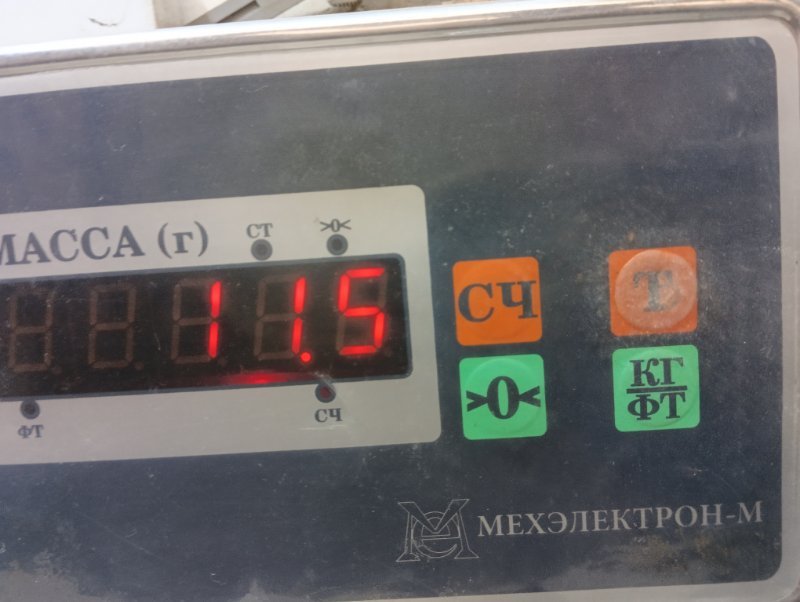 МАССА (г)
СТ
>0<
11.5
ФТ
СЧ
СЧ
Т
>0<
КГ
ФТ
МЕХЭЛЕКТРОН-М